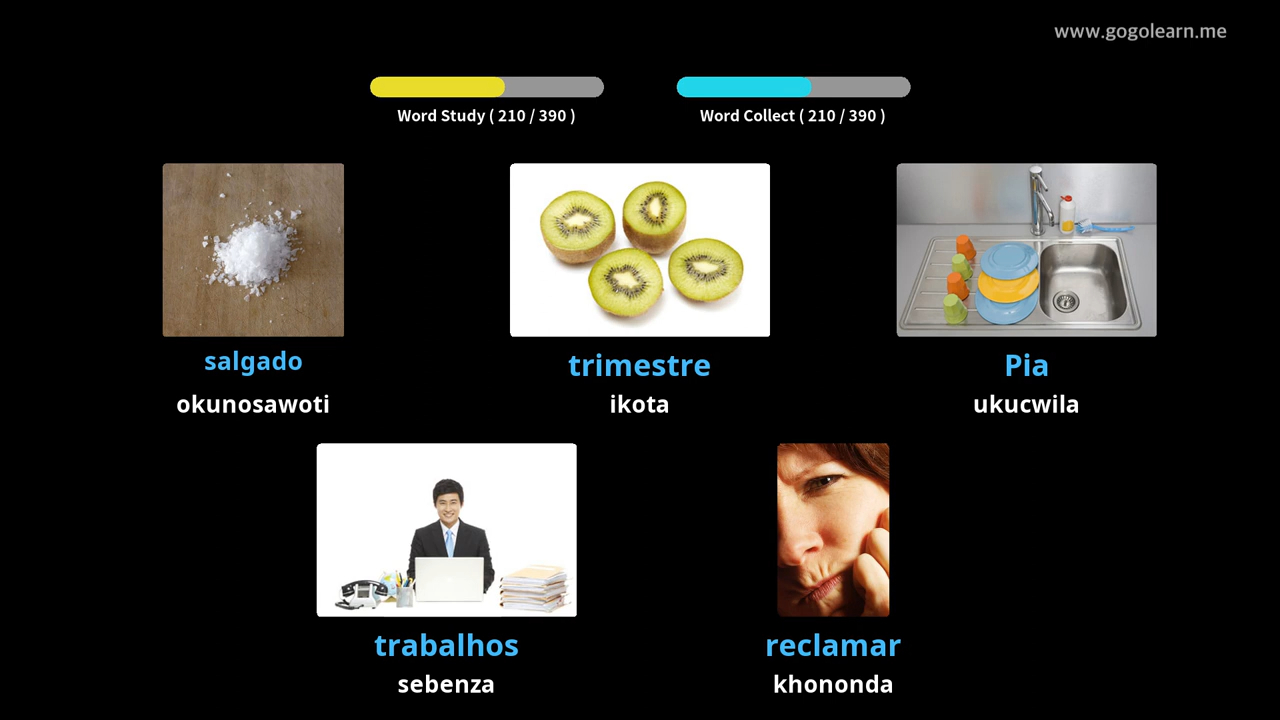 www.gogolearn.me
Word Study ( 210 / 390 )
Word Collect ( 210 / 390 )
salgado
trimestre
Pia
okunosawoti
ikota
ukucwila
trabalhos
reclamar
sebenza
khononda